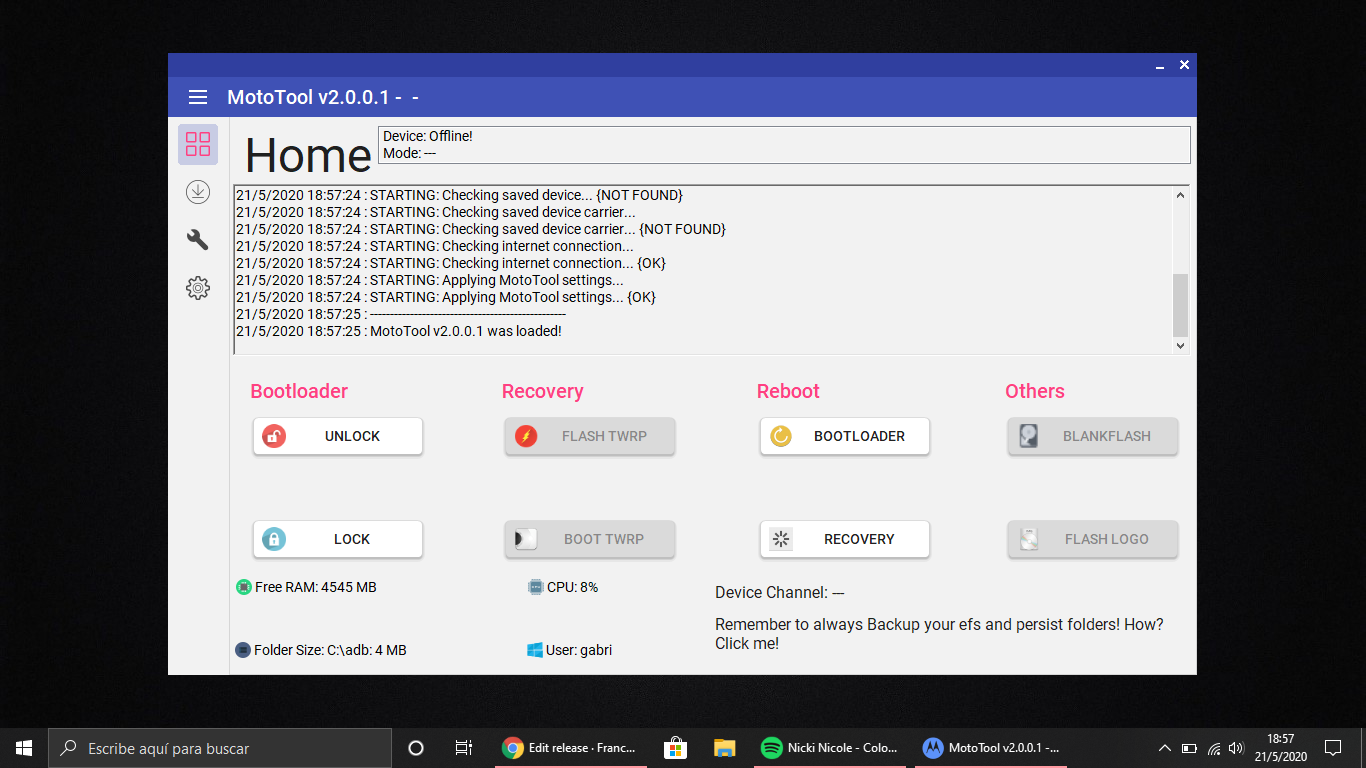 MotoTool v2.0.0.1 - -
Home
Device: Offline!
Mode: ---
21/5/2020 18:57:24 : STARTING: Checking saved device... {NOT FOUND}
21/5/2020 18:57:24 : STARTING: Checking saved device carrier...
21/5/2020 18:57:24 : STARTING: Checking saved device carrier... {NOT FOUND}
21/5/2020 18:57:24 : STARTING: Checking internet connection...
21/5/2020 18:57:24 : STARTING: Checking internet connection... {OK}
21/5/2020 18:57:24 : STARTING: Applying MotoTool settings...
21/5/2020 18:57:24 : STARTING: Applying MotoTool settings... {OK}
21/5/2020 18:57:25 : -------------------------------------------------
21/5/2020 18:57:25 : MotoTool v2.0.0.1 was loaded!
Bootloader
Recovery
Reboot
Others
UNLOCK
FLASH TWRP
BOOTLOADER
BLANKFLASH
LOCK
BOOT TWRP
RECOVERY
FLASH LOGO
Free RAM: 4545 MB
CPU: 8%
Device Channel: ---
Remember to always Backup your efs and persist folders! How?
Click me!
Folder Size: C:\adb: 4 MB
User: gabri
Escribe aquí para buscar
Edit release · Franc...
Nicki Nicole - Colo...
MotoTool v2.0.0.1 -...
18:57
21/5/2020